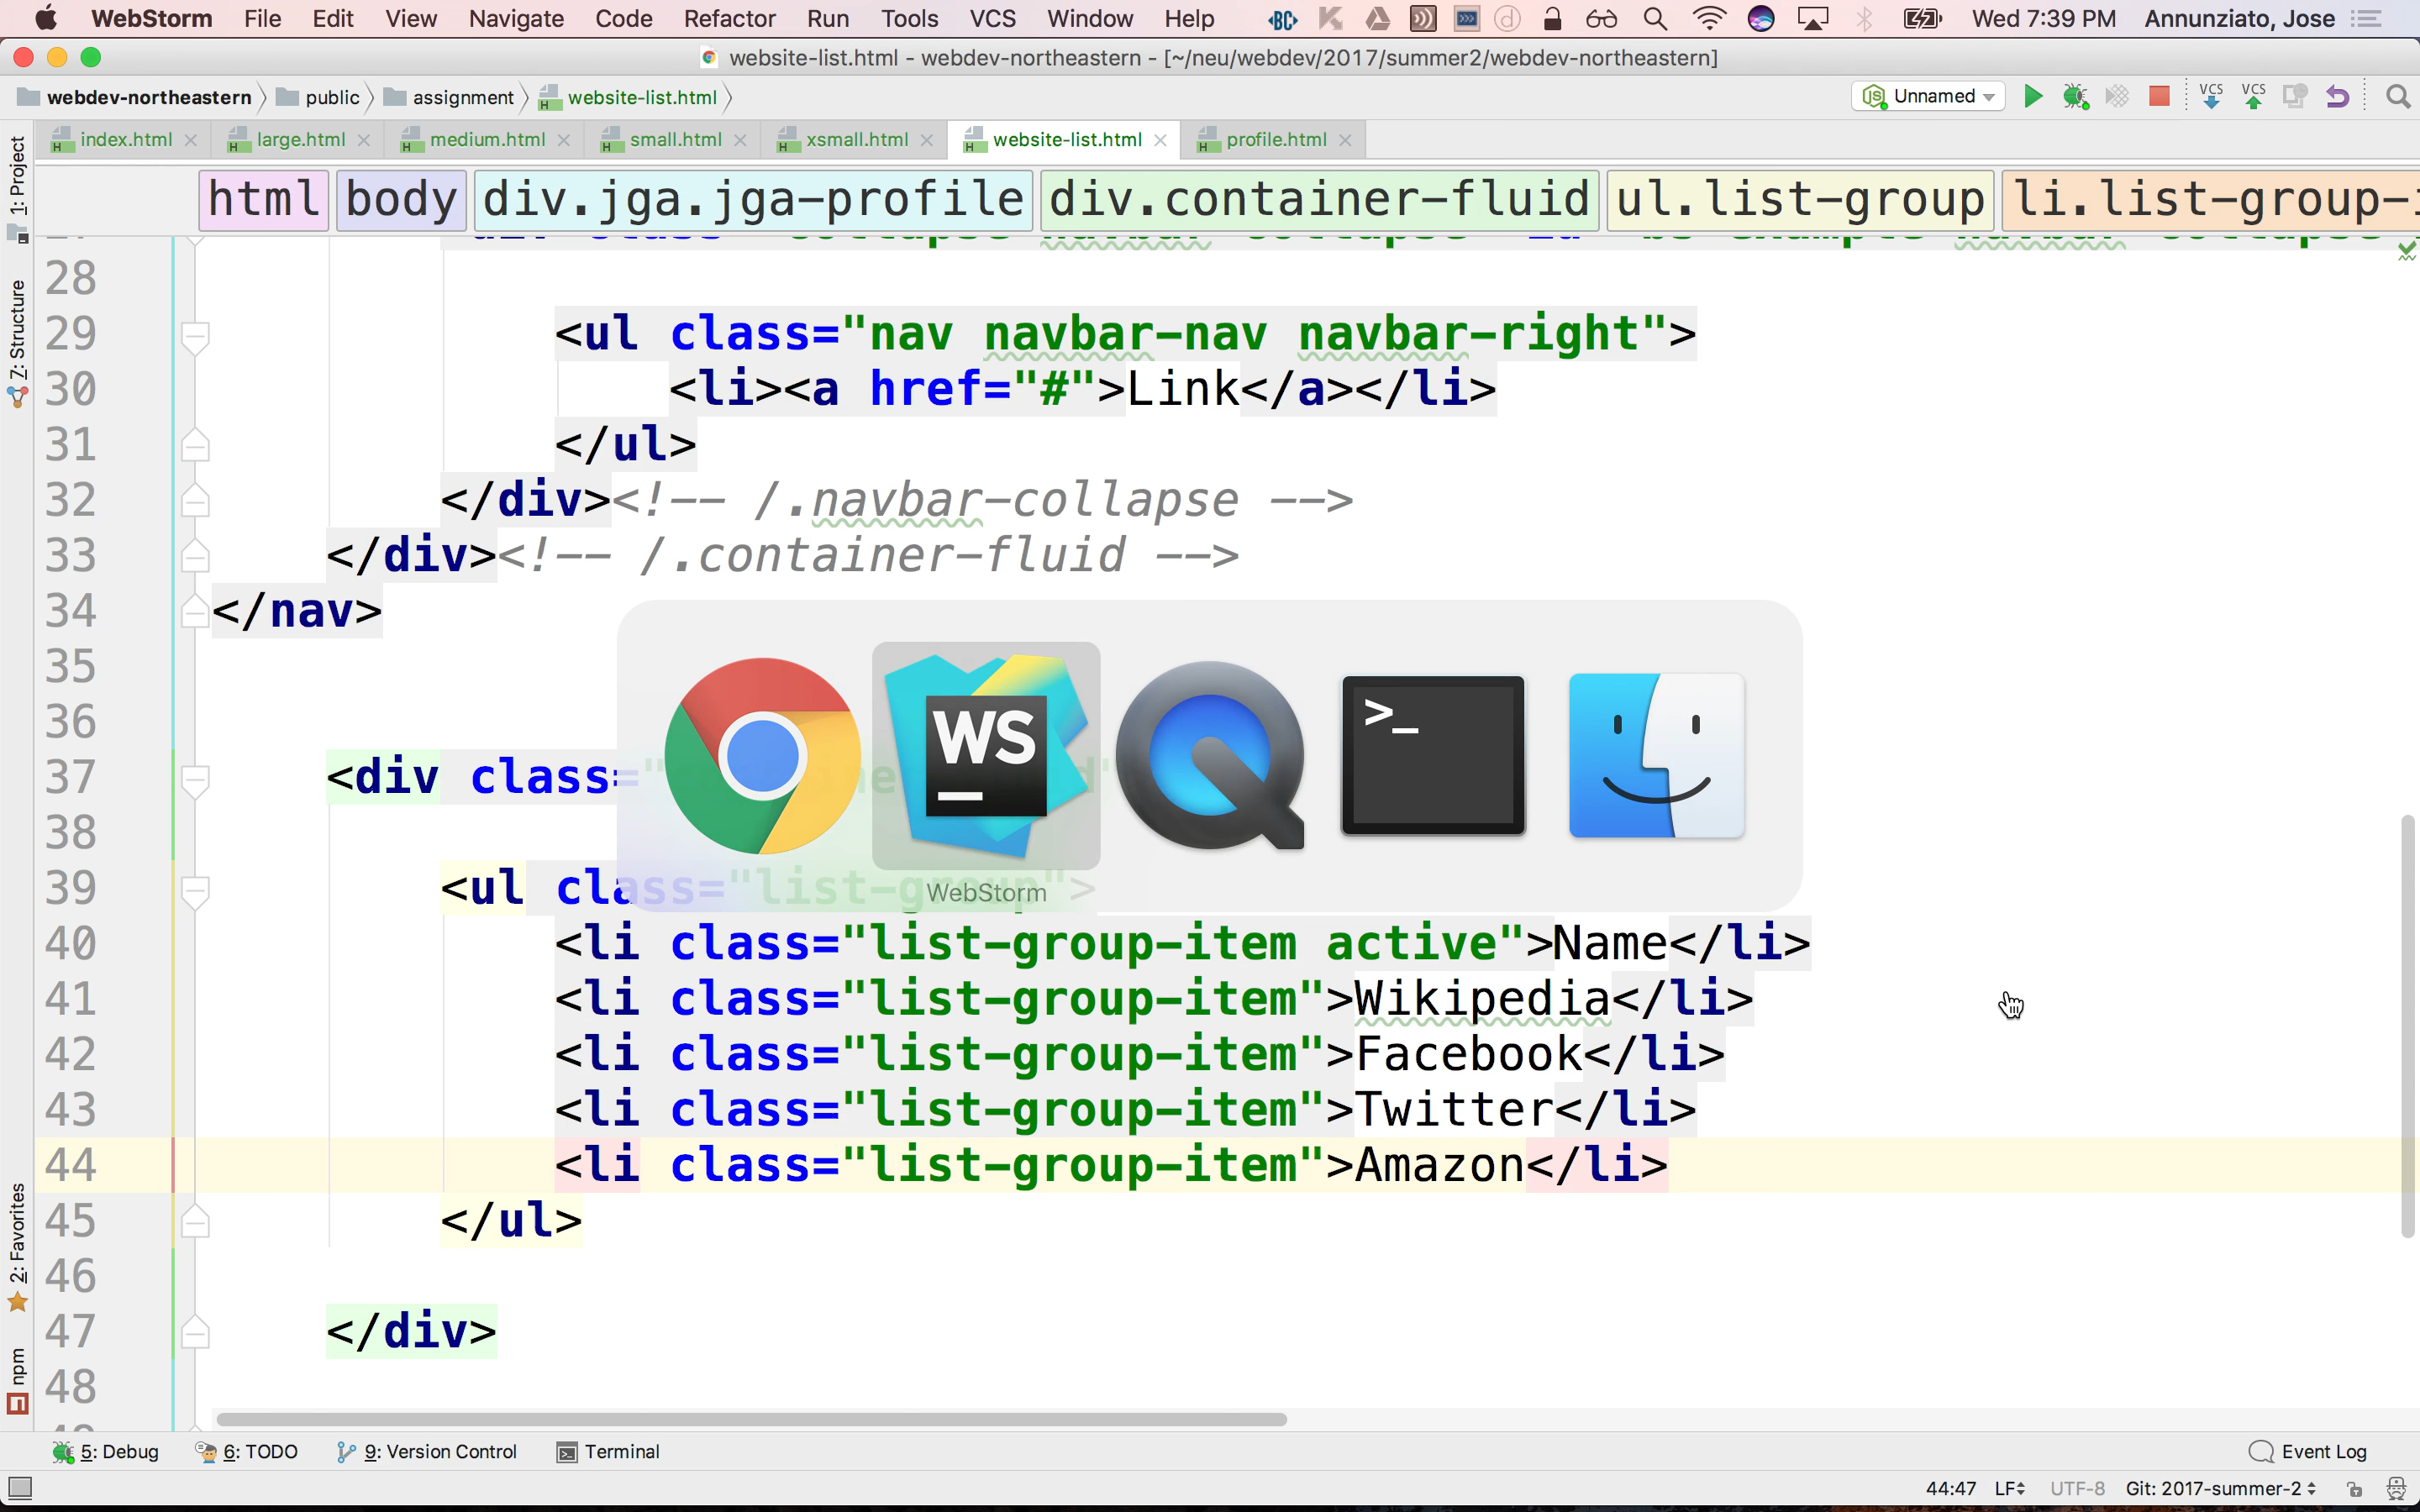 WebStorm File Edit View Navigate Code Refactor Run Tools VCS Window Help Wed 7:39 PM Annunziato, Jose
website-list.html - webdev-northeastern - [~/neu/webdev/2017/summer2/webdev-northeastern]
webdev-northeastern public assignment website-list.html Unnamed
index.html large.html medium.html small.html xsmall.html website-list.html profile.html
html body div.jga.jga-profile div.container-fluid ul.list-group li.list-group-
28
29 <ul class="nav navbar-nav navbar-right">
30 <li><a href="#">Link</a></li>
31 </ul>
32 </div><!-- /.navbar-collapse -->
33 </div><!-- /.container-fluid -->
34 </nav>
35
36
37 <div class="
38
39 <ul class="list-group">
WebStorm
40 <li class="list-group-item active">Name</li>
41 <li class="list-group-item">Wikipedia</li>
42 <li class="list-group-item">Facebook</li>
43 <li class="list-group-item">Twitter</li>
44 <li class="list-group-item">Amazon</li>
45 </ul>
46
47 </div>
48
1: Project
7: Structure
2: Favorites
npm
WS
>_
5: Debug 6: TODO 9: Version Control Terminal Event Log
44:47 LF UTF-8 Git: 2017-summer-2